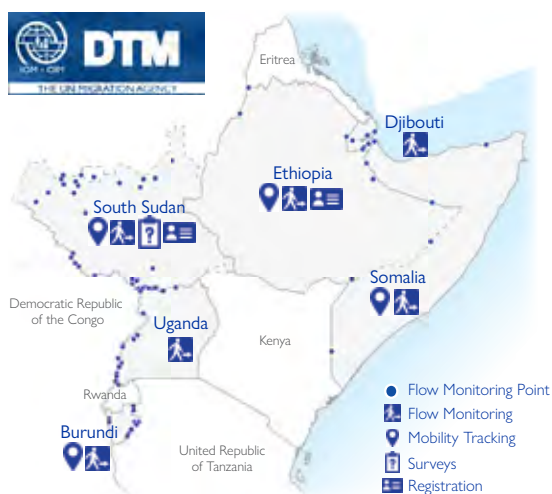 IOM • OIM
DTM
THE UN MIGRATION AGENCY
Eritrea
Djibouti
Ethiopia
South Sudan
?
Somalia
Democratic Republic
of the Congo
Uganda
Kenya
Rwanda
Burundi
United Republic
of Tanzania
Flow Monitoring Point
Flow Monitoring
Mobility Tracking
? Surveys
Registration